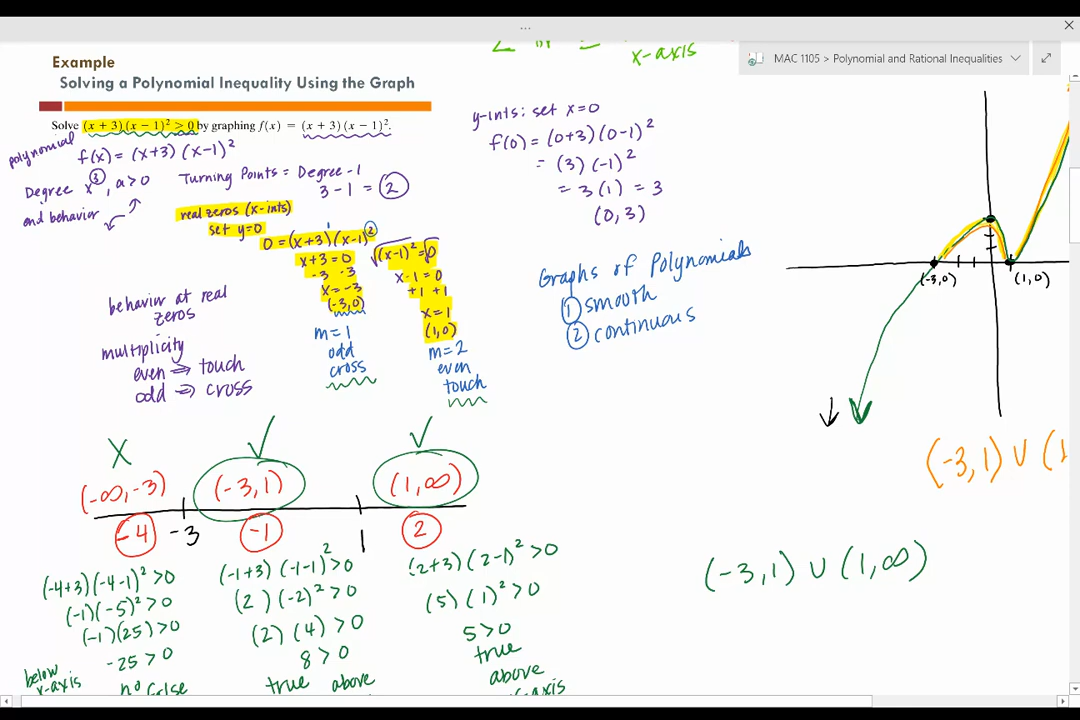 x-axis
MAC 1105 > Polynomial and Rational Inequalities
Example
Solving a Polynomial Inequality Using the Graph
Solve (x + 3)(x − 1)² > 0 by graphing f(x) = (x + 3)(x − 1)².
polynomial
f(x) = (x+3) (x-1)²
Degree x³, a>0
end behavior
Turning Points = Degree -1
3 - 1 = 2
real zeros (x-ints)
set y=0
0 = (x+3)¹(x-1)²
x+3=0
-3 -3
x=-3
(-3,0)
m=1
odd
cross
√(x-1)² = √0
x-1=0
+1 +1
x=1
(1,0)
m=2
even
touch
behavior at real
zeros
multiplicity
even ⇒ touch
odd ⇒ cross
y-ints: set x=0
f(0) = (0+3)(0-1)²
= (3)(-1)²
= 3(1) = 3
(0,3)
Graphs of Polynomials
① smooth
② continuous
(-3,0)
(1,0)
(-3,1) ∪ (1
X ✓ ✓
(-∞,-3) (-3,1) (1,∞)
-4 -3 -1 1 2
(-4+3)(-4-1)²>0
(-1)(-5)²>0
(-1)(25)>0
-25>0
below
x-axis
no false
(-1+3)(-1-1)²>0
(2)(-2)²>0
(2)(4)>0
8>0
true above
(2+3)(2-1)²>0
(5)(1)²>0
5>0
true
above
x-axis
(-3,1) ∪ (1,∞)